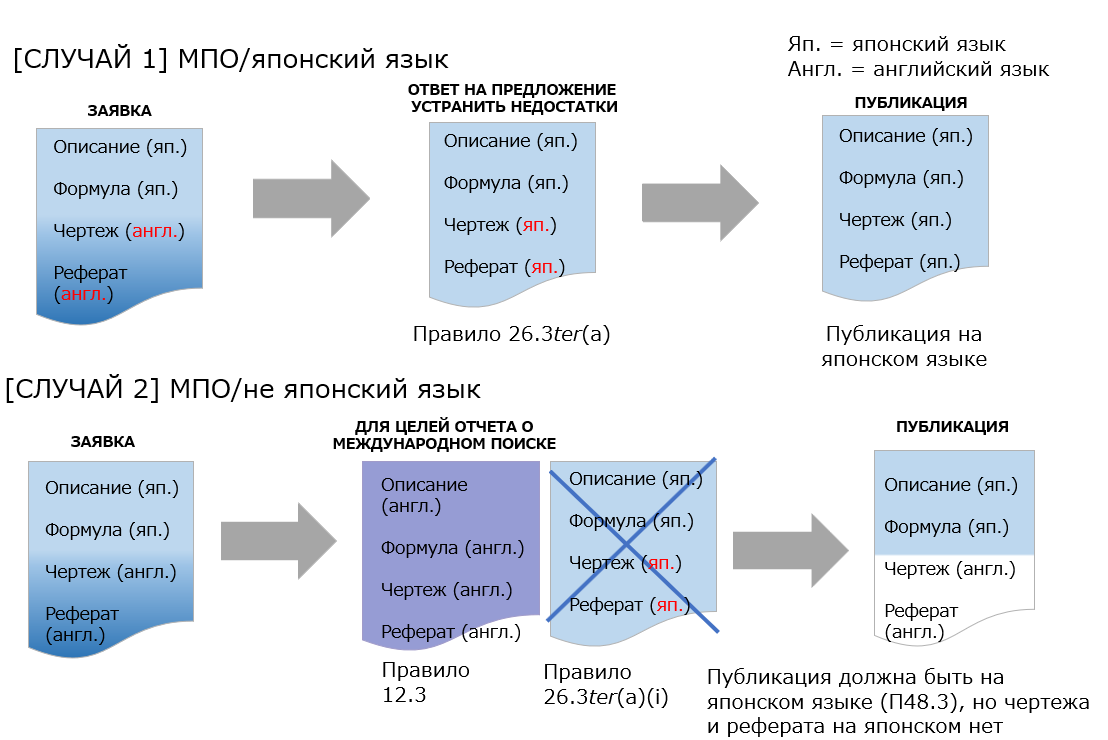 [СЛУЧАЙ 1] МПО/японский язык
Яп. = японский язык
Англ. = английский язык
ЗАЯВКА
Описание (яп.)
Формула (яп.)
Чертеж (англ.)
Реферат
(англ.)
ОТВЕТ НА ПРЕДЛОЖЕНИЕ
УСТРАНИТЬ НЕДОСТАТКИ
Описание (яп.)
Формула (яп.)
Чертеж (яп.)
Реферат (яп.)
Правило 26.3ter(a)
ПУБЛИКАЦИЯ
Описание (яп.)
Формула (яп.)
Чертеж (яп.)
Реферат (яп.)
Публикация на
японском языке
[СЛУЧАЙ 2] МПО/не японский язык
ЗАЯВКА
Описание (яп.)
Формула (яп.)
Чертеж (англ.)
Реферат
(англ.)
ДЛЯ ЦЕЛЕЙ ОТЧЕТА О
МЕЖДУНАРОДНОМ ПОИСКЕ
Описание
(англ.)
Формула (англ.)
Чертеж (англ.)
Реферат (англ.)
Правило
12.3
Описание (яп.)
Формула (яп.)
Чертеж (яп.)
Реферат (яп.)
Правило
26.3ter(a)(i)
ПУБЛИКАЦИЯ
Описание (яп.)
Формула (яп.)
Чертеж (англ.)
Реферат
(англ.)
Публикация должна быть на
японском языке (П48.3), но чертежа
и реферата на японском нет